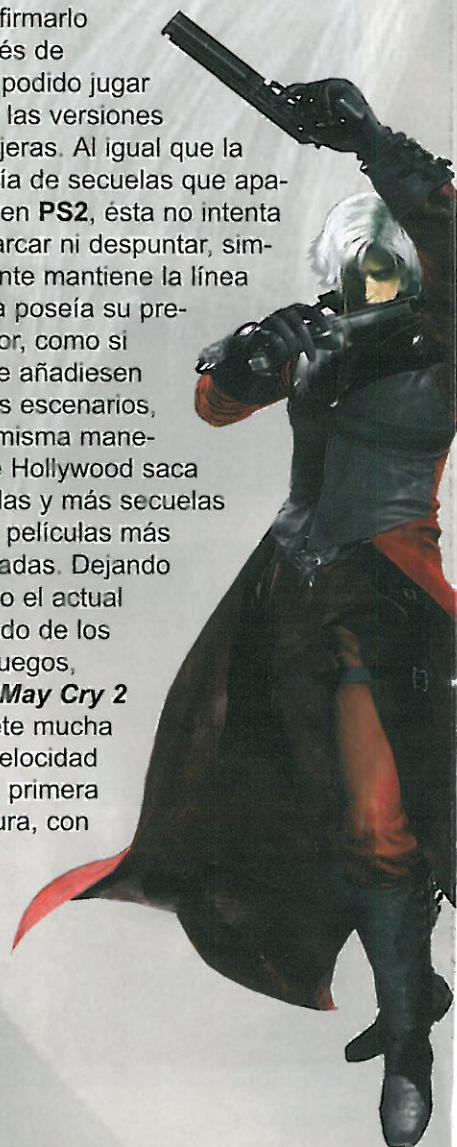 firmarlo
és de
podido jugar
las versiones
jeras. Al igual que la
ía de secuelas que apa-
en PS2, ésta no intenta
arcar ni despuntar, sim-
nte mantiene la línea
a poseía su pre-
or, como si
e añadiesen
s escenarios,
misma mane-
e Hollywood saca
las y más secuelas
películas más
adas. Dejando
o el actual
do de los
uegos,
May Cry 2
ete mucha
elocidad
primera
ura, con